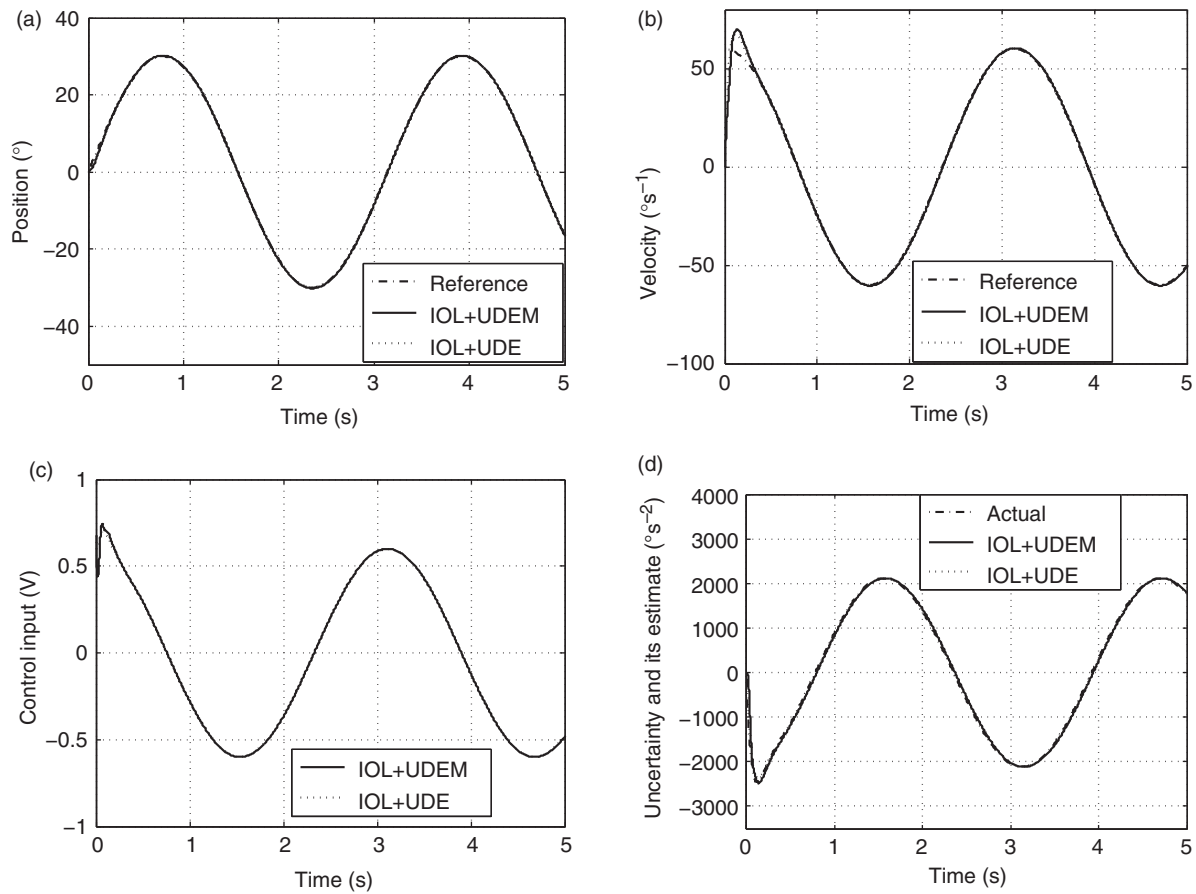 (a)
40
20
0
−20
−40
Position (°)
Reference
IOL+UDEM
IOL+UDE
0 1 2 3 4 5
Time (s)
(b)
50
0
−50
−100
Velocity (°s−1)
Reference
IOL+UDEM
IOL+UDE
0 1 2 3 4 5
Time (s)
(c)
1
0.5
0
−0.5
−1
Control input (V)
IOL+UDEM
IOL+UDE
0 1 2 3 4 5
Time (s)
(d)
4000
3000
2000
1000
0
−1000
−2000
−3000
Uncertainty and its estimate (°s−2)
Actual
IOL+UDEM
IOL+UDE
0 1 2 3 4 5
Time (s)